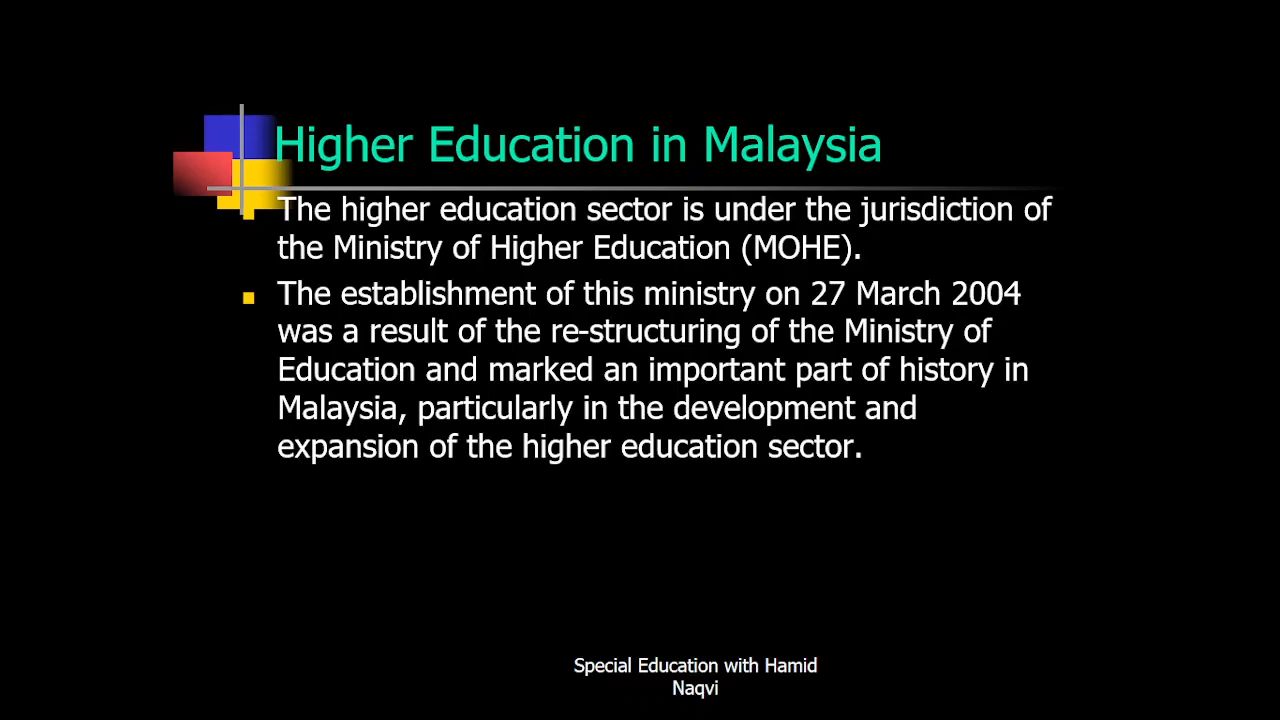 Higher Education in Malaysia
The higher education sector is under the jurisdiction of
the Ministry of Higher Education (MOHE).
The establishment of this ministry on 27 March 2004
was a result of the re-structuring of the Ministry of
Education and marked an important part of history in
Malaysia, particularly in the development and
expansion of the higher education sector.
Special Education with Hamid
Naqvi